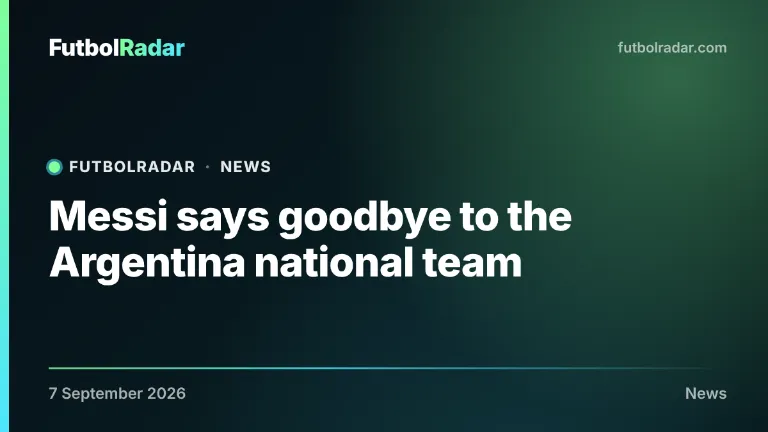 FutbolRadar
futbolradar.com
FUTBOLRADAR · NEWS
Messi says goodbye to the
Argentina national team
7 September 2026
News